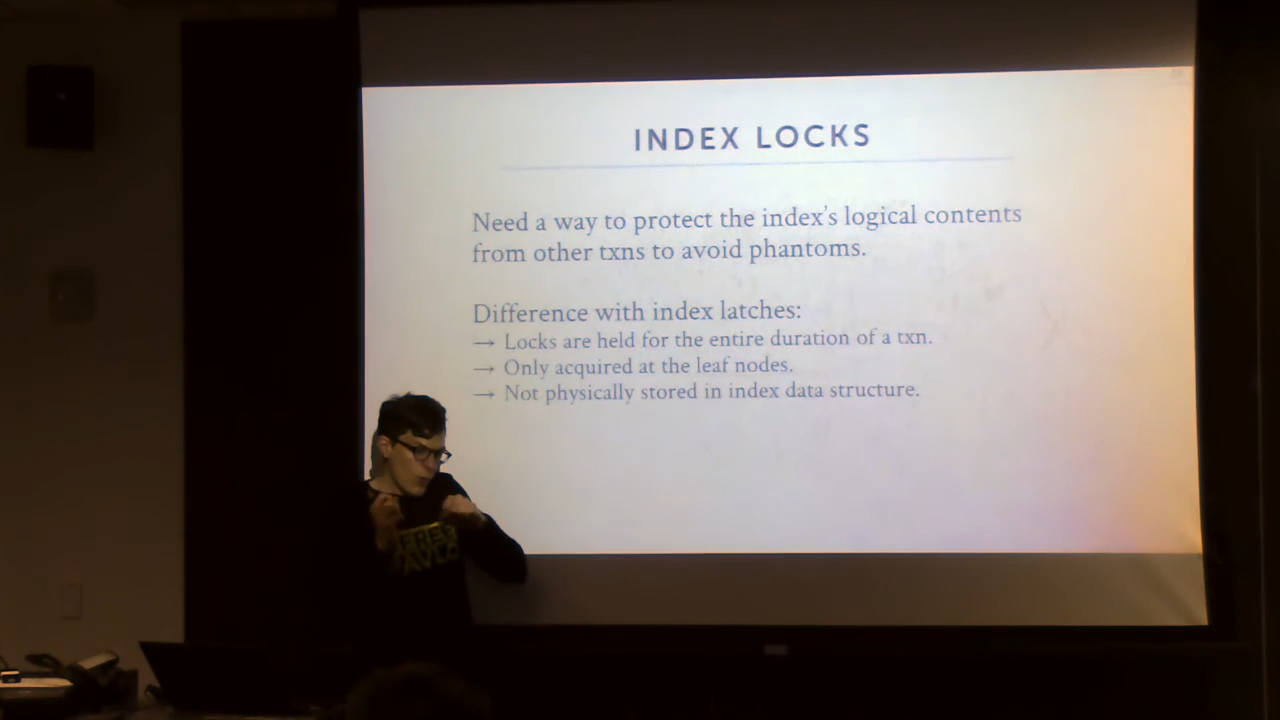 INDEX LOCKS
Need a way to protect the index's logical contents
from other txns to avoid phantoms.
Difference with index latches:
→ Locks are held for the entire duration of a txn.
→ Only acquired at the leaf nodes.
→ Not physically stored in index data structure.
FREE